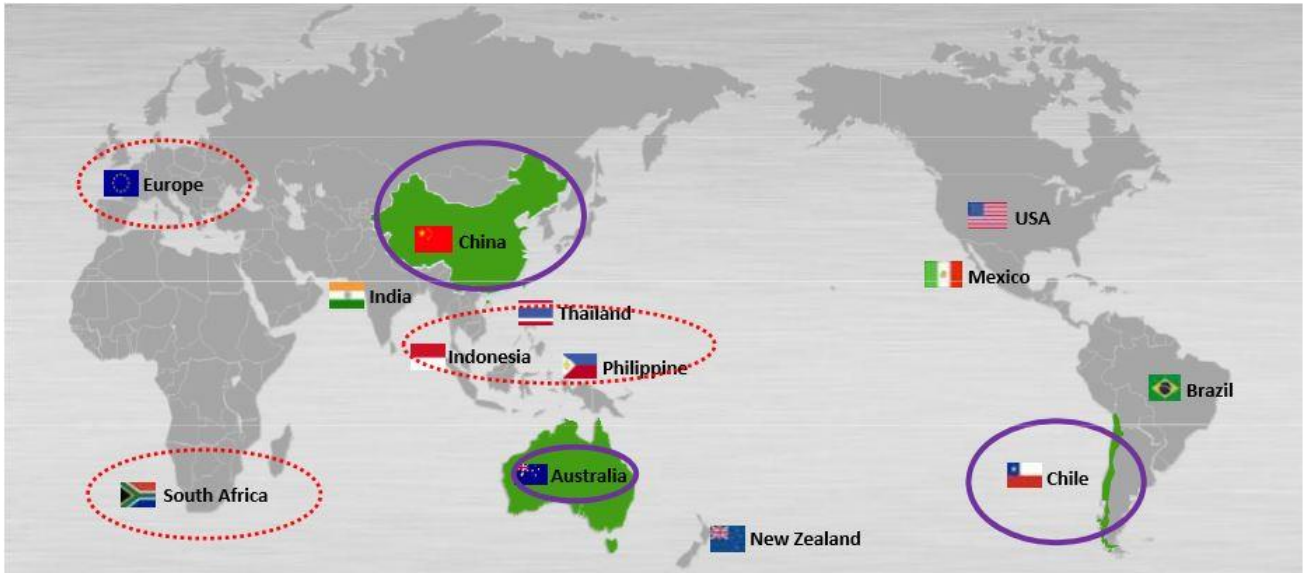 Europe
China
USA
Mexico
India
Thailand
Indonesia
Philippine
Brazil
South Africa
Australia
Chile
New Zealand